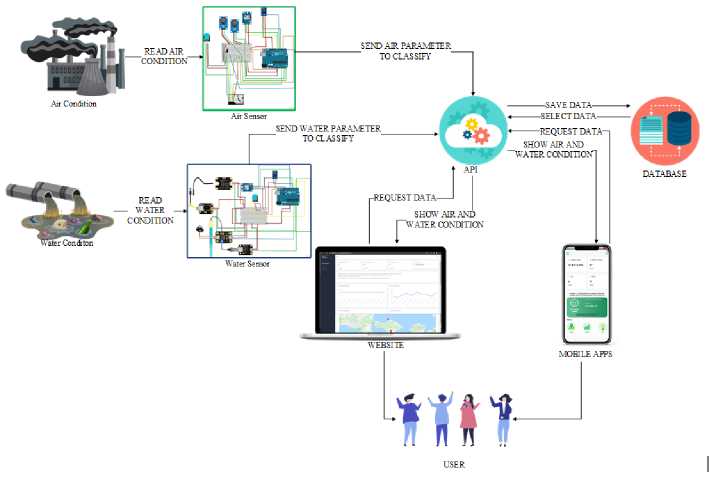 READ AIR
CONDITION
Air Condition
Air Sensor
SEND AIR PARAMETER
TO CLASSIFY
SEND WATER PARAMETER
TO CLASSIFY
API
SAVE DATA
SELECT DATA
REQUEST DATA
SHOW AIR AND
WATER CONDITION
DATABASE
READ
WATER
CONDITION
Water Conditon
Water Sensor
REQUEST DATA
SHOW AIR AND
WATER CONDITION
WEBSITE
MOBILE APPS
USER